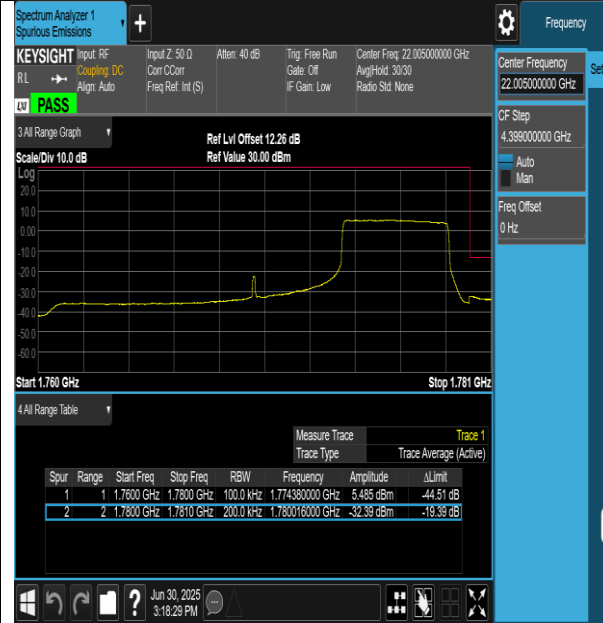 Spectrum Analyzer 1
Spurious Emissions
Frequency
KEYSIGHT
RL
LXI
PASS
Input: RF
Coupling: DC
Align: Auto
Input Z: 50 Ω
Corr CCorr
Freq Ref: Int (S)
Atten: 40 dB
Trig: Free Run
Gate: Off
IF Gain: Low
Center Freq: 22.005000000 GHz
Avg|Hold: 30/30
Radio Std: None
Center Frequency
22.005000000 GHz
Set
CF Step
4.399000000 GHz
Auto
Man
Freq Offset
0 Hz
3 All Range Graph
Scale/Div 10.0 dB
Ref Lvl Offset 12.26 dB
Ref Value 30.00 dBm
Log
20.0
10.0
0.00
-10.0
-20.0
-30.0
-40.0
-50.0
-60.0
Start 1.760 GHz
Stop 1.781 GHz
4 All Range Table
Measure Trace Trace 1
Trace Type Trace Average (Active)
Spur Range Start Freq Stop Freq RBW Frequency Amplitude ΔLimit
1 1 1.7600 GHz 1.7800 GHz 100.0 kHz 1.774380000 GHz 5.485 dBm -44.51 dB
2 2 1.7800 GHz 1.7810 GHz 200.0 kHz 1.780016000 GHz -32.39 dBm -19.39 dB
?
Jun 30, 2025
3:18:29 PM